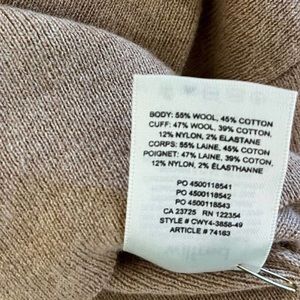 BODY: 55% WOOL, 45% COTTON
CUFF: 47% WOOL, 39% COTTON,
12% NYLON, 2% ELASTANE
CORPS: 55% LAINE, 45% COTON
POIGNET: 47% LAINE, 39% COTON,
12% NYLON, 2% ÉLASTHANNE
PO 4500118541
PO 4500118542
PO 4500118543
CA 23725 RN 122354
STYLE # CWY4-3856-49
ARTICLE # 74163